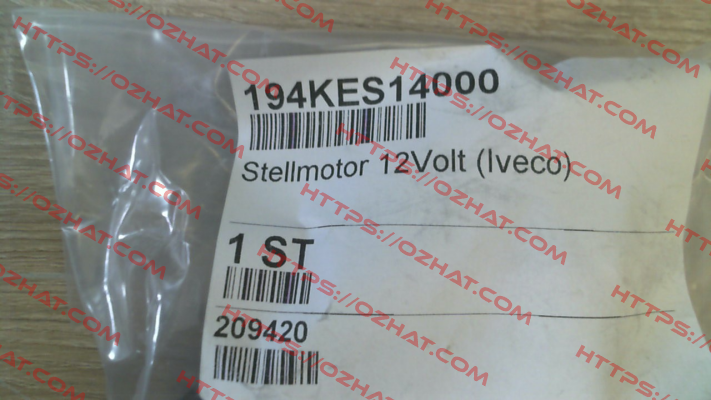 194KES14000
Stellmotor 12Volt (Iveco)
1 ST
209420
HTTPS://OZHAT.COM